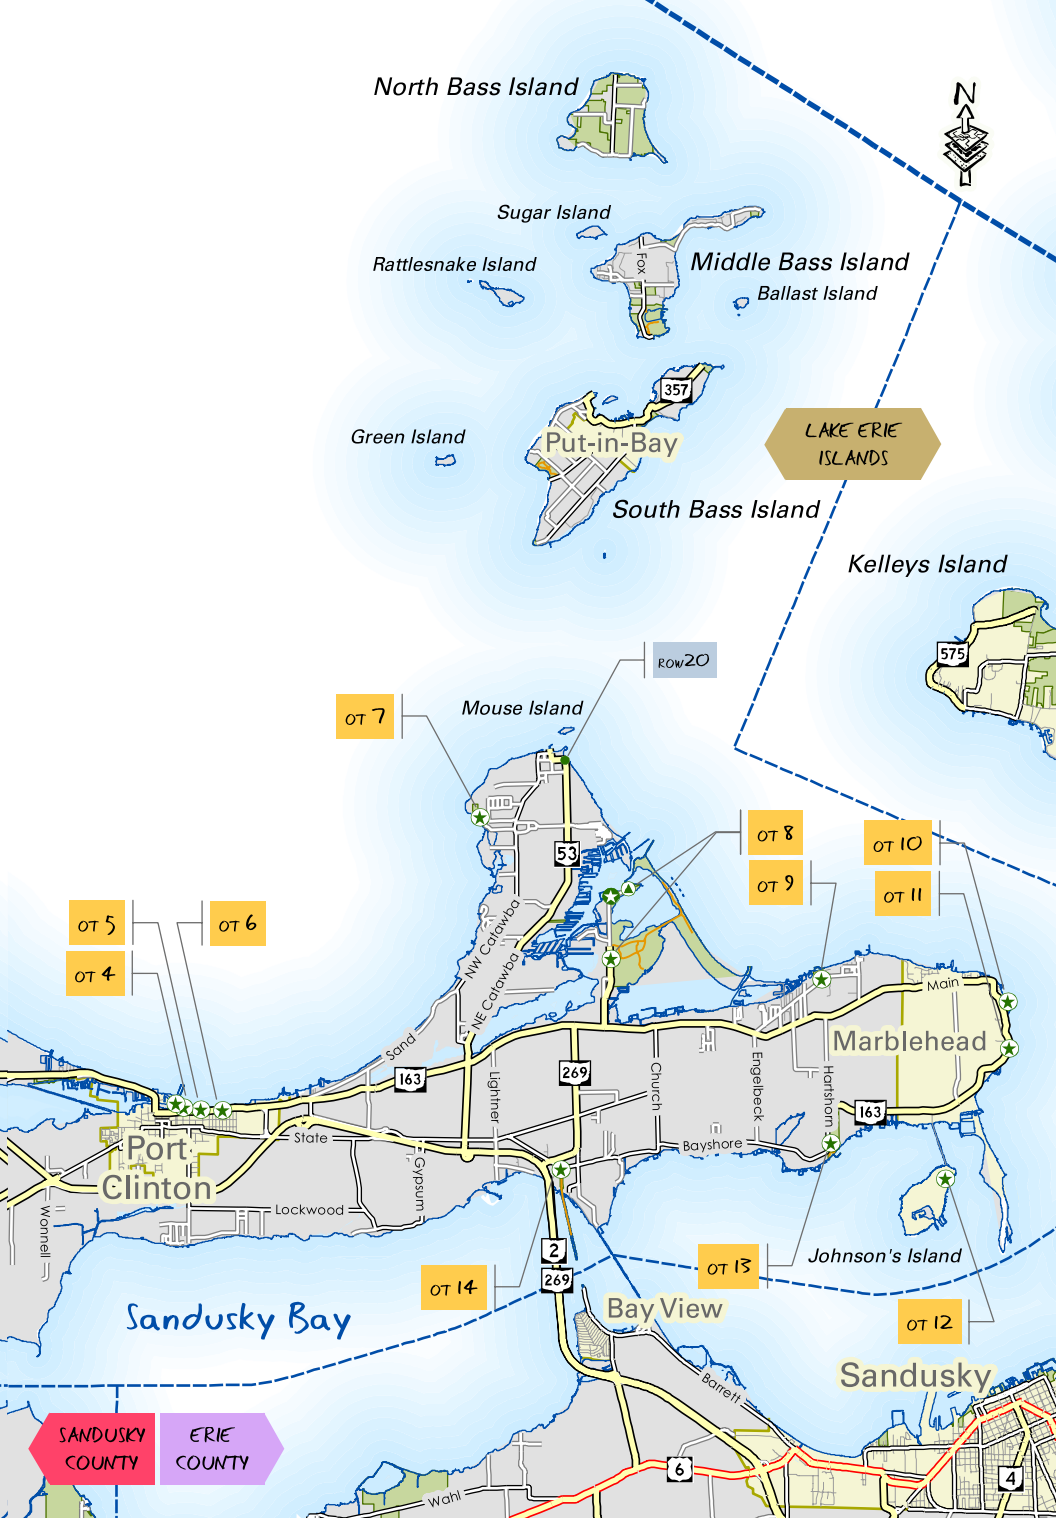 North Bass Island
N
Sugar Island
Fox
Rattlesnake Island
Middle Bass Island
Ballast Island
357
Green Island
Put-in-Bay
LAKE ERIE
ISLANDS
South Bass Island
Kelleys Island
575
ROW20
Mouse Island
OT 7
53
OT 8
OT 9
OT 10
OT 11
OT 5
OT 6
OT 4
NW Catawba
NE Catawba
Sand
Main
Marblehead
163
269
Lightner
Church
Engelbeck
Hartshorn
163
Port
Clinton
State
Bayshore
Gypsum
Lockwood
Wonnell
2
269
OT 14
OT 13
Johnson's Island
OT 12
Sandusky Bay
Bay View
Sandusky
Barrett
SANDUSKY
COUNTY
ERIE
COUNTY
6
4
Wahl